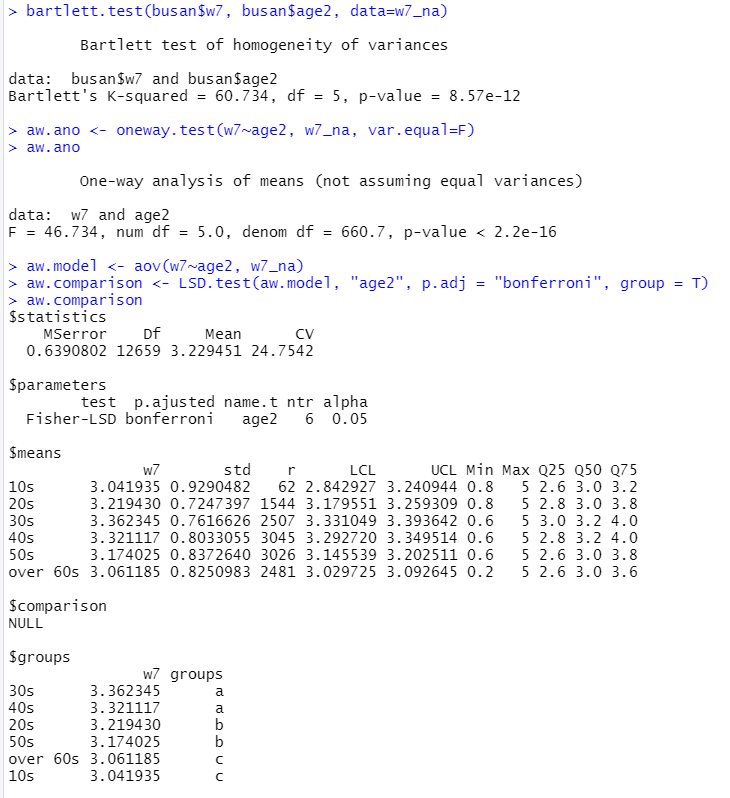 > bartlett.test(busan$w7, busan$age2, data=w7_na)
Bartlett test of homogeneity of variances
data:  busan$w7 and busan$age2
Bartlett's K-squared = 60.734, df = 5, p-value = 8.57e-12
> aw.ano <- oneway.test(w7~age2, w7_na, var.equal=F)
> aw.ano
One-way analysis of means (not assuming equal variances)
data:  w7 and age2
F = 46.734, num df = 5.0, denom df = 660.7, p-value < 2.2e-16
> aw.model <- aov(w7~age2, w7_na)
> aw.comparison <- LSD.test(aw.model, "age2", p.adj = "bonferroni", group = T)
> aw.comparison
$statistics
MSerror    Df     Mean      CV
0.6390802 12659 3.229451 24.7542
$parameters
test  p.ajusted name.t ntr alpha
Fisher-LSD bonferroni   age2   6  0.05
$means
w7       std    r      LCL      UCL Min Max Q25 Q50 Q75
10s      3.041935 0.9290482   62 2.842927 3.240944 0.8   5 2.6 3.0 3.2
20s      3.219430 0.7247397 1544 3.179551 3.259309 0.8   5 2.8 3.0 3.8
30s      3.362345 0.7616626 2507 3.331049 3.393642 0.6   5 3.0 3.2 4.0
40s      3.321117 0.8033055 3045 3.292720 3.349514 0.6   5 2.8 3.2 4.0
50s      3.174025 0.8372640 3026 3.145539 3.202511 0.6   5 2.6 3.0 3.8
over 60s 3.061185 0.8250983 2481 3.029725 3.092645 0.2   5 2.6 3.0 3.6
$comparison
NULL
$groups
w7 groups
30s      3.362345      a
40s      3.321117      a
20s      3.219430      b
50s      3.174025      b
over 60s 3.061185      c
10s      3.041935      c